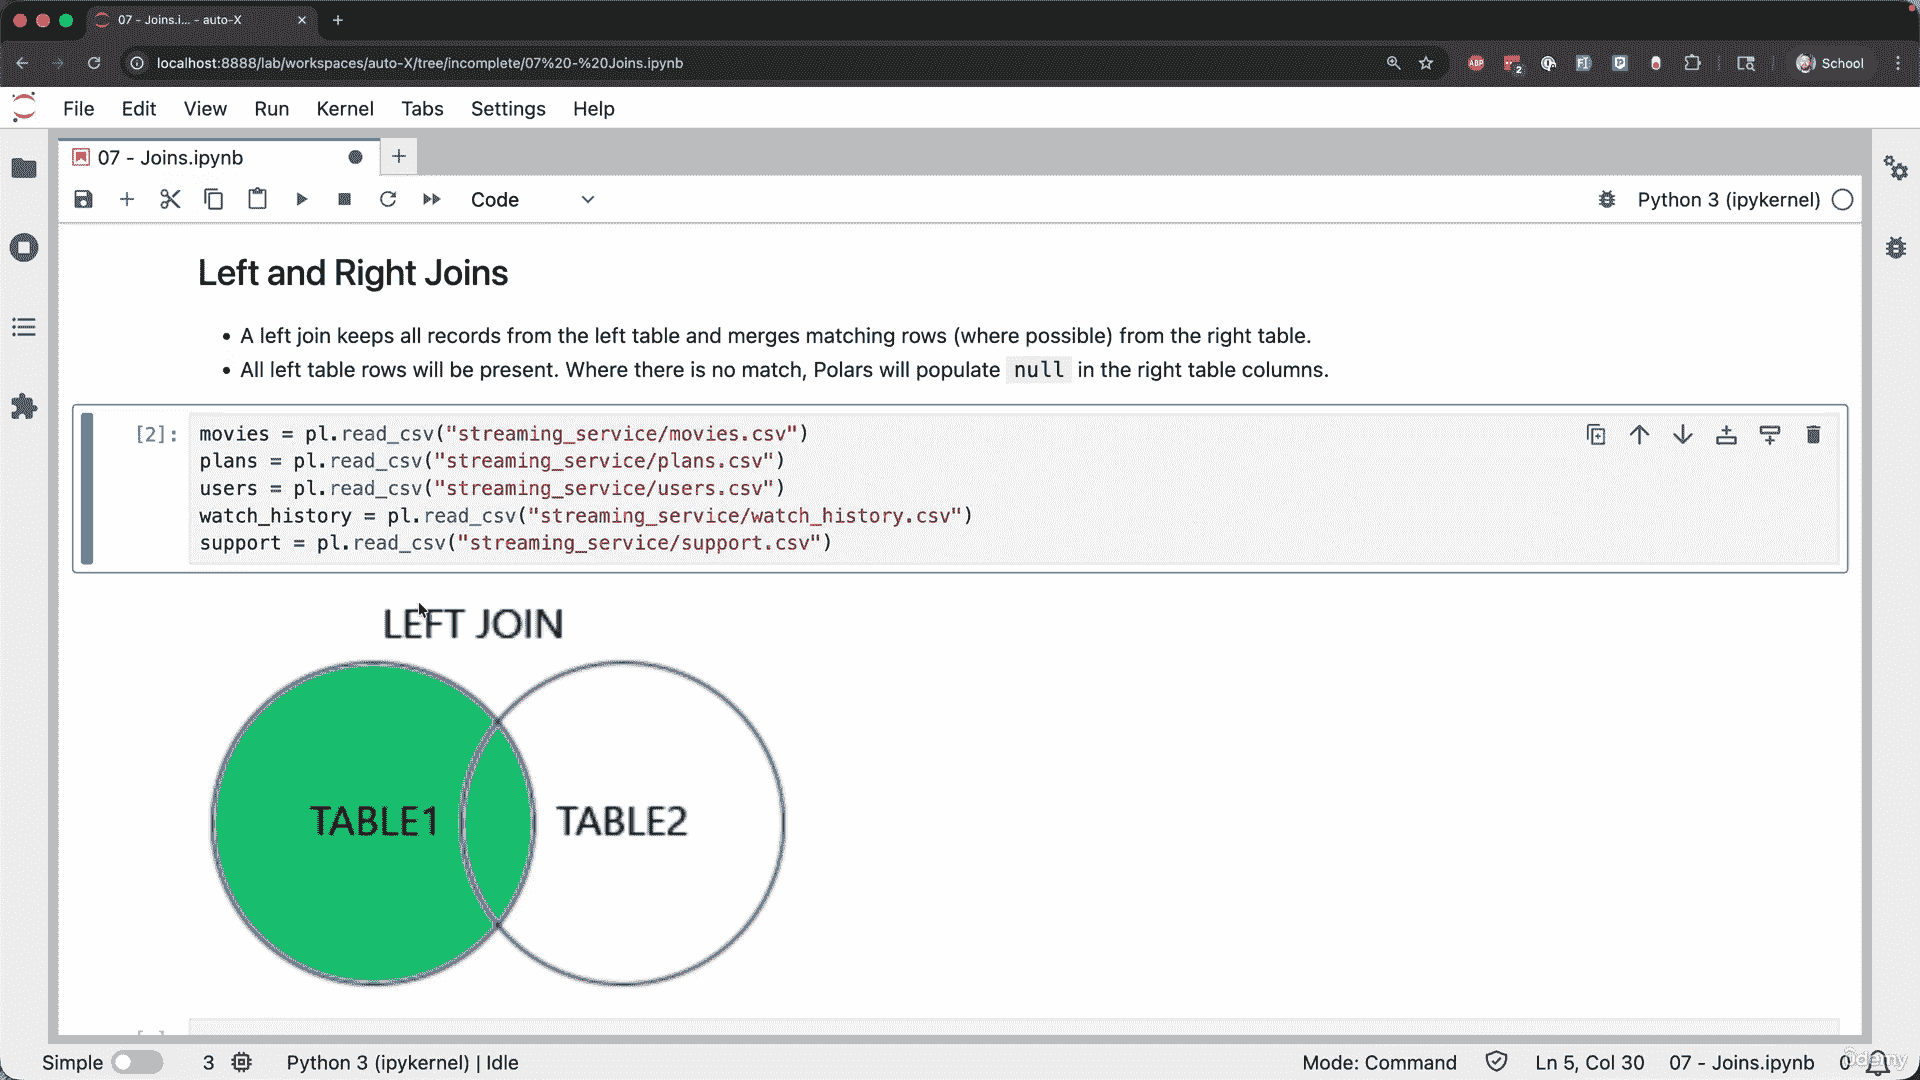 07 - Joins.i... - auto-X
localhost:8888/lab/workspaces/auto-X/tree/incomplete/07%20-%20Joins.ipynb
ABP
2
School
File Edit View Run Kernel Tabs Settings Help
07 - Joins.ipynb
Code
Python 3 (ipykernel)
Left and Right Joins
• A left join keeps all records from the left table and merges matching rows (where possible) from the right table.
• All left table rows will be present. Where there is no match, Polars will populate null in the right table columns.
[2]:
movies = pl.read_csv("streaming_service/movies.csv")
plans = pl.read_csv("streaming_service/plans.csv")
users = pl.read_csv("streaming_service/users.csv")
watch_history = pl.read_csv("streaming_service/watch_history.csv")
support = pl.read_csv("streaming_service/support.csv")
LEFT JOIN
TABLE1 TABLE2
Simple 3 Python 3 (ipykernel) | Idle Mode: Command Ln 5, Col 30 07 - Joins.ipynb 0
udemy